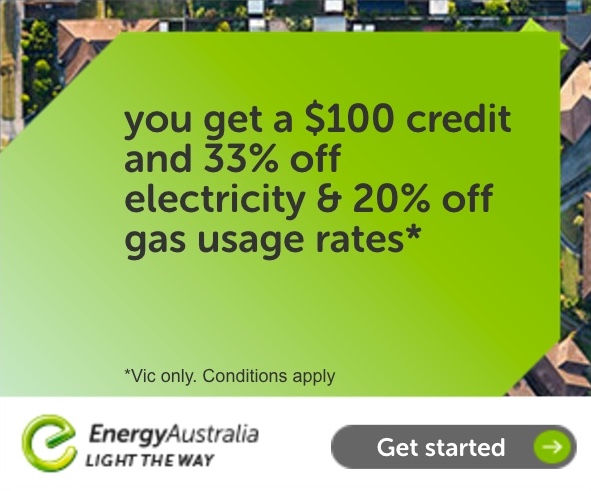 you get a $100 credit
and 33% off
electricity & 20% off
gas usage rates*
*Vic only. Conditions apply
EnergyAustralia
LIGHT THE WAY
Get started